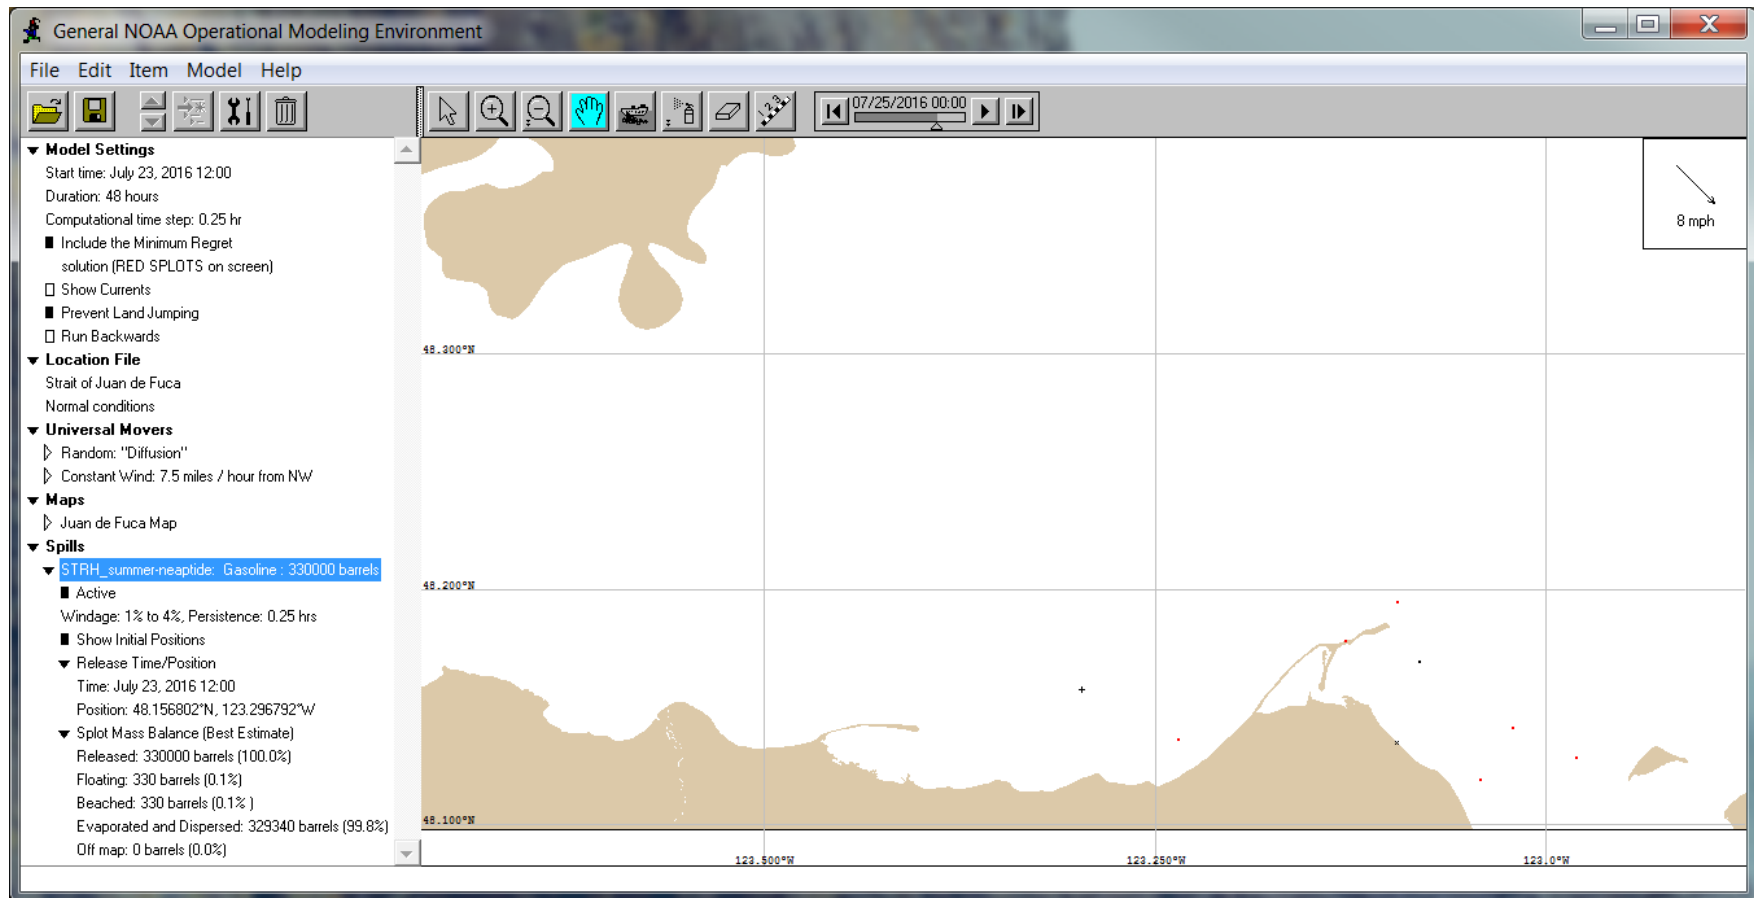 General NOAA Operational Modeling Environment
File Edit Item Model Help
07/25/2016 00:00
Model Settings
Start time: July 23, 2016 12:00
Duration: 48 hours
Computational time step: 0.25 hr
Include the Minimum Regret
solution (RED SPLOTS on screen)
Show Currents
Prevent Land Jumping
Run Backwards
Location File
Strait of Juan de Fuca
Normal conditions
Universal Movers
Random: "Diffusion"
Constant Wind: 7.5 miles / hour from NW
Maps
Juan de Fuca Map
Spills
STRH_summer-neaptide: Gasoline : 330000 barrels
Active
Windage: 1% to 4%, Persistence: 0.25 hrs
Show Initial Positions
Release Time/Position
Time: July 23, 2016 12:00
Position: 48.156802°N, 123.296792°W
Splot Mass Balance (Best Estimate)
Released: 330000 barrels (100.0%)
Floating: 330 barrels (0.1%)
Beached: 330 barrels (0.1% )
Evaporated and Dispersed: 329340 barrels (99.8%)
Off map: 0 barrels (0.0%)
8 mph
48.300°N
48.200°N
48.100°N
123.500°W
123.250°W
123.0°W